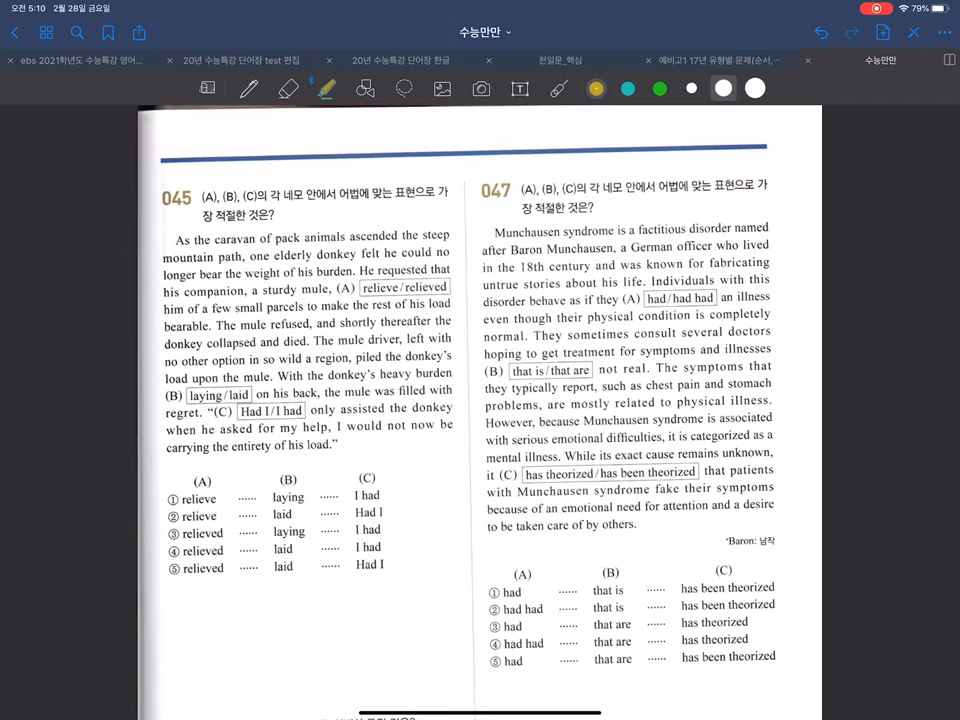 오전 5:10 2월 28일 금요일
79%
수능만만
ebs 2021학년도 수능특강 영어...
20년 수능특강 단어장 test 편집
20년 수능특강 단어장 한글
천일문_핵심
예비고1 17년 유형별 문제(순서,...
수능만만
045 (A), (B), (C)의 각 네모 안에서 어법에 맞는 표현으로 가
장 적절한 것은?
As the caravan of pack animals ascended the steep
mountain path, one elderly donkey felt he could no
longer bear the weight of his burden. He requested that
his companion, a sturdy mule, (A) relieve/relieved
him of a few small parcels to make the rest of his load
bearable. The mule refused, and shortly thereafter the
donkey collapsed and died. The mule driver, left with
no other option in so wild a region, piled the donkey's
load upon the mule. With the donkey's heavy burden
(B) laying/laid on his back, the mule was filled with
regret. "(C) Had I/I had only assisted the donkey
when he asked for my help, I would not now be
carrying the entirety of his load."
(A) (B) (C)
① relieve ······ laying ······ I had
② relieve ······ laid ······ Had I
③ relieved ······ laying ······ I had
④ relieved ······ laid ······ I had
⑤ relieved ······ laid ······ Had I
047 (A), (B), (C)의 각 네모 안에서 어법에 맞는 표현으로 가
장 적절한 것은?
Munchausen syndrome is a factitious disorder named
after Baron Munchausen, a German officer who lived
in the 18th century and was known for fabricating
untrue stories about his life. Individuals with this
disorder behave as if they (A) had/had had an illness
even though their physical condition is completely
normal. They sometimes consult several doctors
hoping to get treatment for symptoms and illnesses
(B) that is/that are not real. The symptoms that
they typically report, such as chest pain and stomach
problems, are mostly related to physical illness.
However, because Munchausen syndrome is associated
with serious emotional difficulties, it is categorized as a
mental illness. While its exact cause remains unknown,
it (C) has theorized/has been theorized that patients
with Munchausen syndrome fake their symptoms
because of an emotional need for attention and a desire
to be taken care of by others.
*Baron: 남작
(A) (B) (C)
① had ······ that is ······ has been theorized
② had had ······ that is ······ has been theorized
③ had ······ that are ······ has theorized
④ had had ······ that are ······ has theorized
⑤ had ······ that are ······ has been theorized